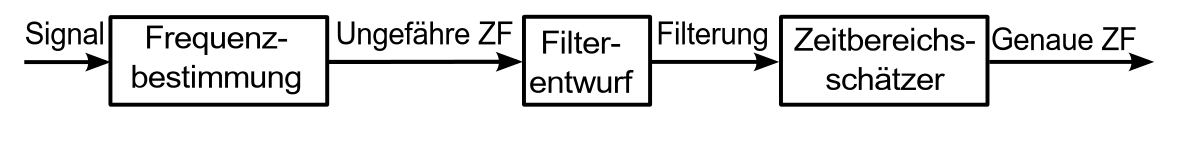 Signal
Frequenz-
bestimmung
Ungefähre ZF
Filter-
entwurf
Filterung
Zeitbereichs-
schätzer
Genaue ZF